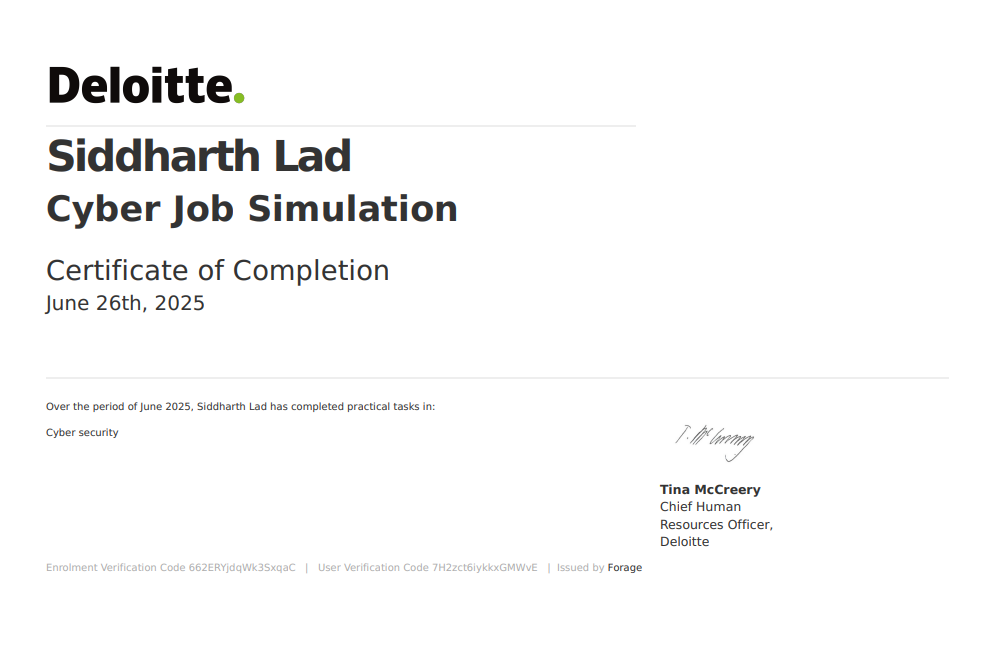 Deloitte.
Siddharth Lad
Cyber Job Simulation
Certificate of Completion
June 26th, 2025
Over the period of June 2025, Siddharth Lad has completed practical tasks in:
Cyber security
T. McCreery
Tina McCreery
Chief Human
Resources Officer,
Deloitte
Enrolment Verification Code 662ERYjdqWk3SxqaC | User Verification Code 7H2zct6iykkxGMWvE | Issued by Forage